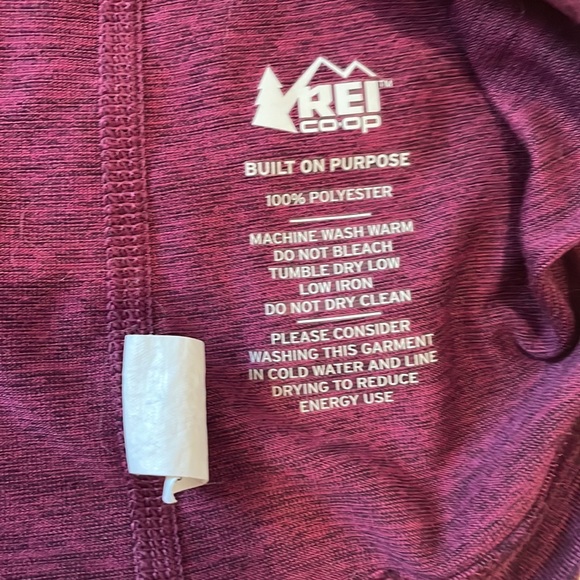 REI™
CO·OP
BUILT ON PURPOSE
100% POLYESTER
MACHINE WASH WARM
DO NOT BLEACH
TUMBLE DRY LOW
LOW IRON
DO NOT DRY CLEAN
PLEASE CONSIDER
WASHING THIS GARMENT
IN COLD WATER AND LINE
DRYING TO REDUCE
ENERGY USE